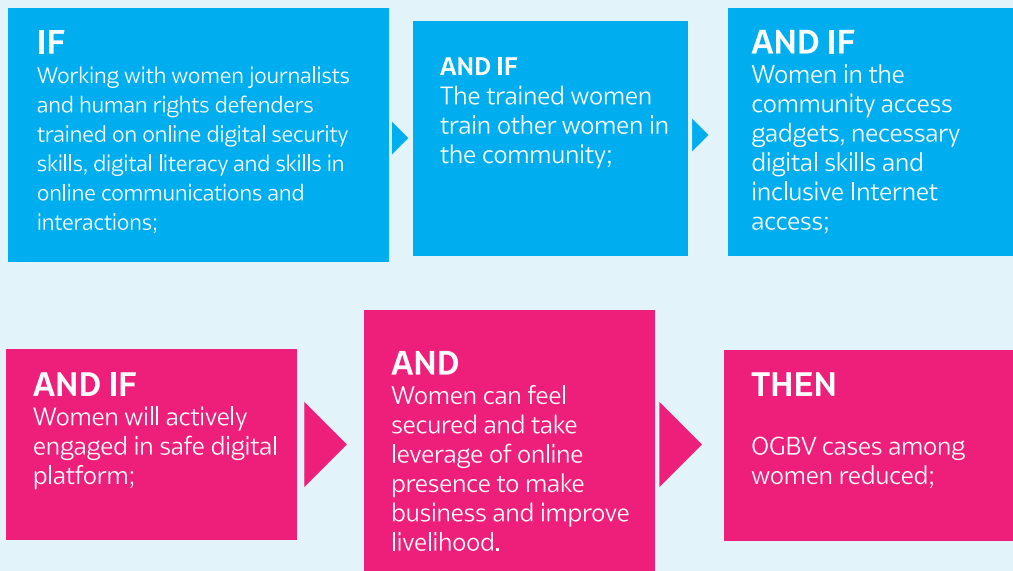 IF
Working with women journalists
and human rights defenders
trained on online digital security
skills, digital literacy and skills in
online communications and
interactions;
AND IF
The trained women
train other women in
the community;
AND IF
Women in the
community access
gadgets, necessary
digital skills and
inclusive Internet
access;
AND IF
Women will actively
engaged in safe digital
platform;
AND
Women can feel
secured and take
leverage of online
presence to make
business and improve
livelihood.
THEN
OGBV cases among
women reduced;